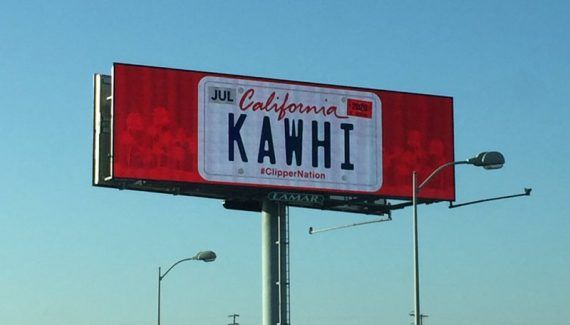 JUL California 2020
KAWHI
#ClipperNation
LAMAR